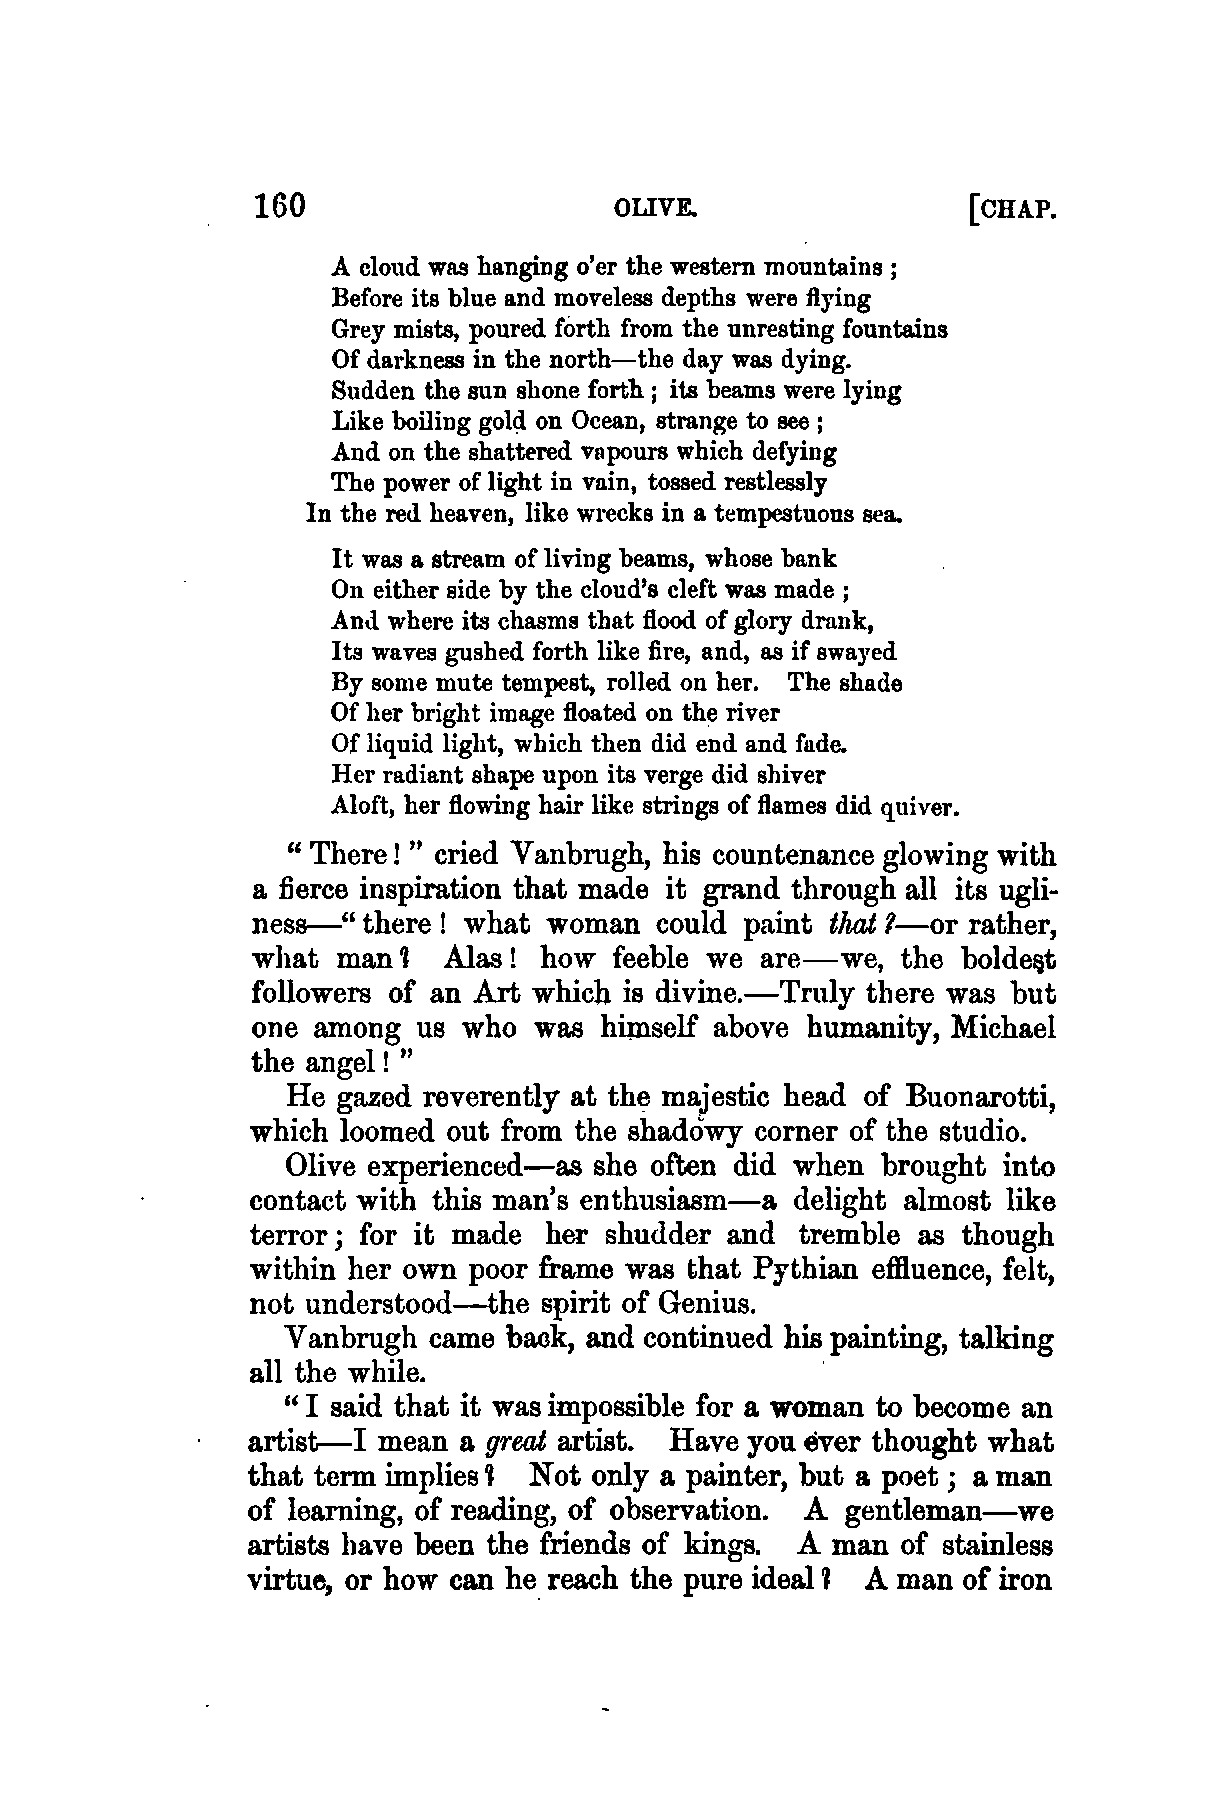 160 OLIVE. [CHAP.
A cloud was hanging o'er the western mountains ;
Before its blue and moveless depths were flying
Grey mists, poured forth from the unresting fountains
Of darkness in the north—the day was dying.
Sudden the sun shone forth ; its beams were lying
Like boiling gold on Ocean, strange to see ;
And on the shattered vapours which defying
The power of light in vain, tossed restlessly
In the red heaven, like wrecks in a tempestuous sea.
It was a stream of living beams, whose bank
On either side by the cloud's cleft was made ;
And where its chasms that flood of glory drank,
Its waves gushed forth like fire, and, as if swayed
By some mute tempest, rolled on her. The shade
Of her bright image floated on the river
Of liquid light, which then did end and fade.
Her radiant shape upon its verge did shiver
Aloft, her flowing hair like strings of flames did quiver.
“ There ! ” cried Vanbrugh, his countenance glowing with
a fierce inspiration that made it grand through all its ugli-
ness—“ there ! what woman could paint that ?—or rather,
what man ? Alas ! how feeble we are—we, the boldest
followers of an Art which is divine.—Truly there was but
one among us who was himself above humanity, Michael
the angel ! ”
He gazed reverently at the majestic head of Buonarotti,
which loomed out from the shadowy corner of the studio.
Olive experienced—as she often did when brought into
contact with this man's enthusiasm—a delight almost like
terror ; for it made her shudder and tremble as though
within her own poor frame was that Pythian effluence, felt,
not understood—the spirit of Genius.
Vanbrugh came back, and continued his painting, talking
all the while.
“ I said that it was impossible for a woman to become an
artist—I mean a great artist. Have you ever thought what
that term implies ? Not only a painter, but a poet ; a man
of learning, of reading, of observation. A gentleman—we
artists have been the friends of kings. A man of stainless
virtue, or how can he reach the pure ideal ? A man of iron